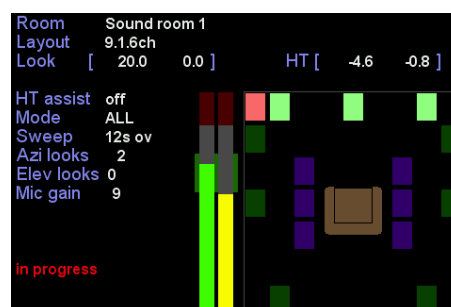 Room Sound room 1
Layout 9.1.6ch
Look [ 20.0 0.0 ] HT [ -4.6 -0.8 ]
HT assist off
Mode ALL
Sweep 12s ov
Azi looks 2
Elev looks 0
Mic gain 9
in progress